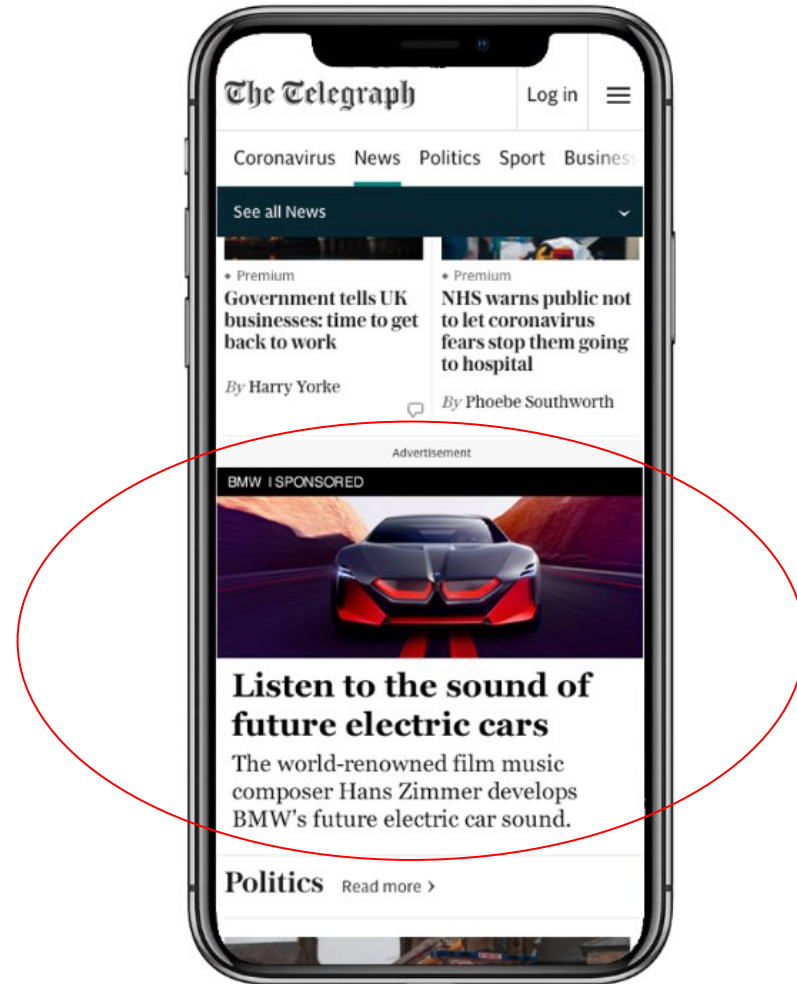 The Telegraph
Log in
Coronavirus News Politics Sport Business
See all News
• Premium
Government tells UK
businesses: time to get
back to work
By Harry Yorke
• Premium
NHS warns public not
to let coronavirus
fears stop them going
to hospital
By Phoebe Southworth
Advertisement
BMW | SPONSORED
Listen to the sound of
future electric cars
The world-renowned film music
composer Hans Zimmer develops
BMW's future electric car sound.
Politics Read more >